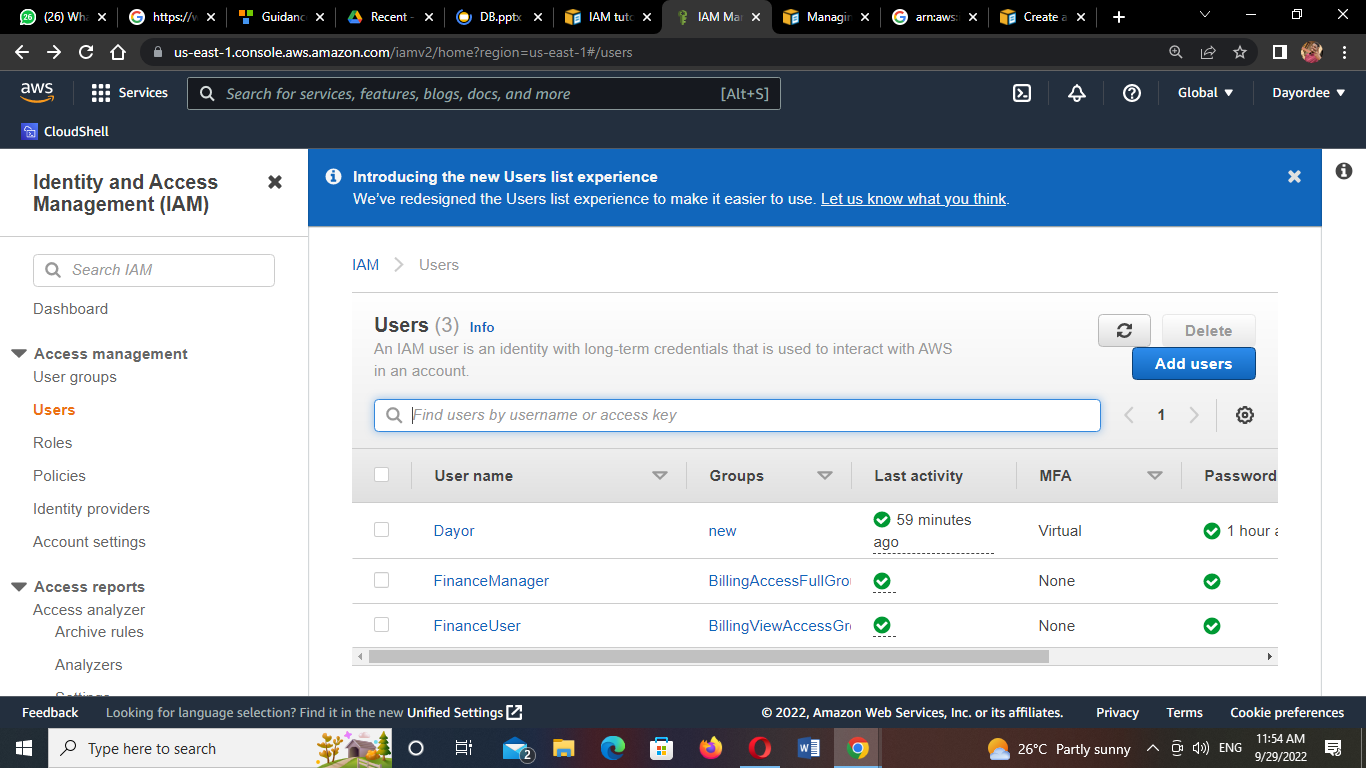 (26) Wha
https://w
Guidanc
Recent -
DB.pptx
IAM tuto
IAM Ma
Managin
arn:aws:
Create a
us-east-1.console.aws.amazon.com/iamv2/home?region=us-east-1#/users
aws
Services
Search for services, features, blogs, docs, and more
[Alt+S]
Global
Dayordee
CloudShell
Identity and Access
Management (IAM)
Search IAM
Dashboard
Access management
User groups
Users
Roles
Policies
Identity providers
Account settings
Access reports
Access analyzer
Archive rules
Analyzers
Settings
Introducing the new Users list experience
We've redesigned the Users list experience to make it easier to use. Let us know what you think.
IAM > Users
Users (3) Info
An IAM user is an identity with long-term credentials that is used to interact with AWS
in an account.
Delete
Add users
Find users by username or access key
1
User name Groups Last activity MFA Password
Dayor new 59 minutes ago Virtual 1 hour a
FinanceManager BillingAccessFullGrou None
FinanceUser BillingViewAccessGr None
Feedback
Looking for language selection? Find it in the new Unified Settings
© 2022, Amazon Web Services, Inc. or its affiliates.
Privacy
Terms
Cookie preferences
Type here to search
2
26°C Partly sunny
ENG
11:54 AM
9/29/2022